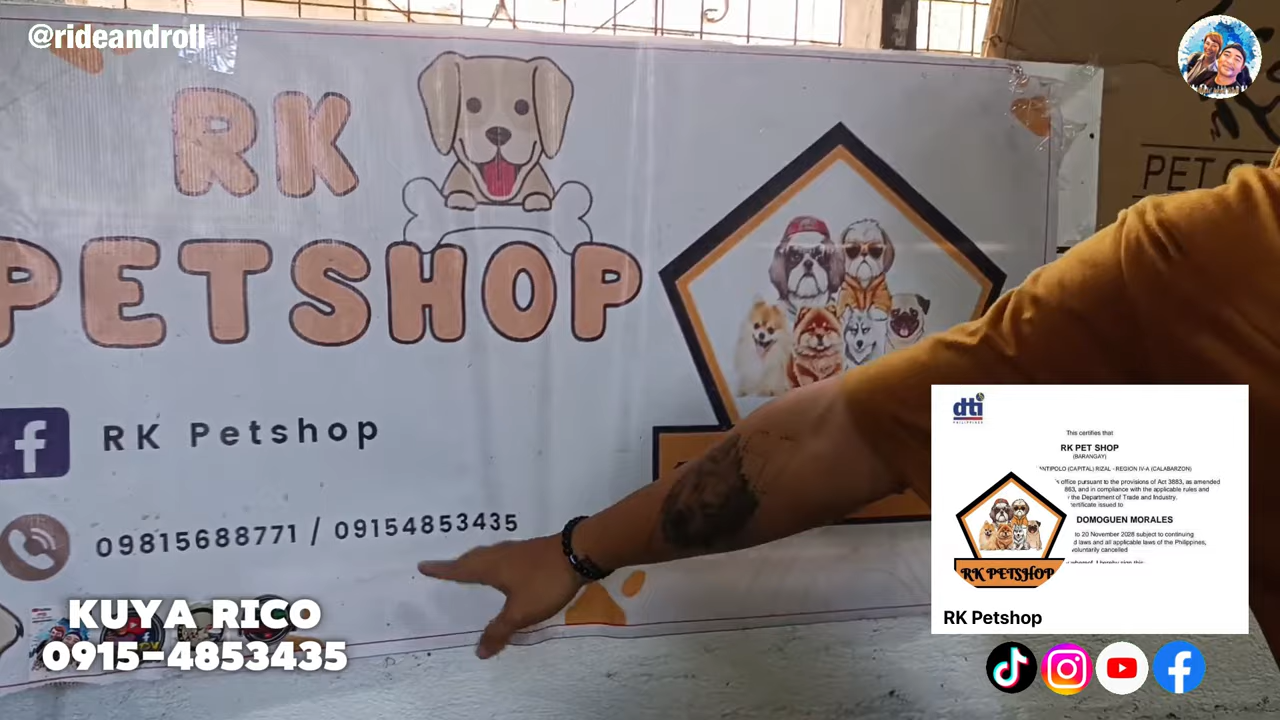 @rideandroll
RK
PETSHOP
RK Petshop
09815688771 / 09154853435
KUYA RICO
0915-4853435
PET
dti
PHILIPPINES
This certifies that
RK PET SHOP
(BARANGAY)
ANTIPOLO (CAPITAL) RIZAL - REGION IV-A (CALABARZON)
office pursuant to the provisions of Act 3883, as amended
863, and in compliance with the applicable rules and
the Department of Trade and Industry.
certificate issued to
DOMOGUEN MORALES
to 20 November 2028 subject to continuing
d laws and all applicable laws of the Philippines,
voluntarily cancelled
RK PETSHOP
RK Petshop